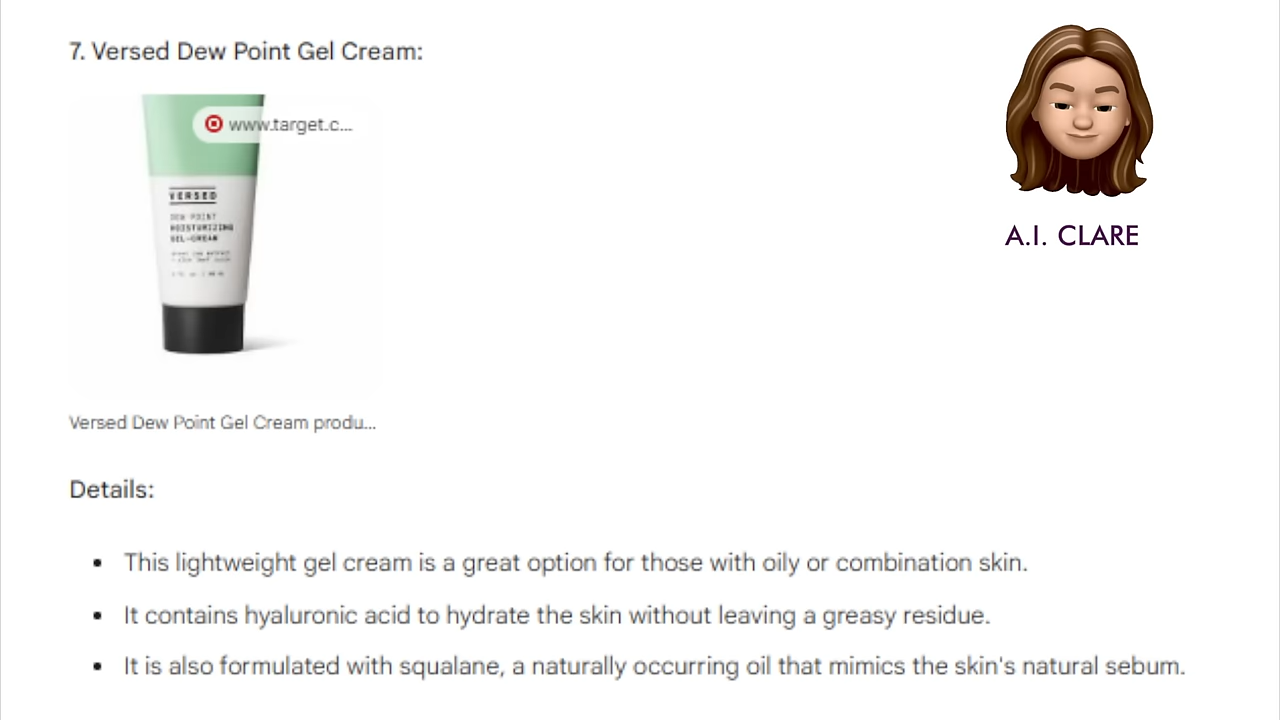 7. Versed Dew Point Gel Cream:
www.target.c...
VERSED
DEW POINT
MOISTURIZING
GEL-CREAM
Versed Dew Point Gel Cream produ...
A.I. CLARE
Details:
• This lightweight gel cream is a great option for those with oily or combination skin.
• It contains hyaluronic acid to hydrate the skin without leaving a greasy residue.
• It is also formulated with squalane, a naturally occurring oil that mimics the skin's natural sebum.